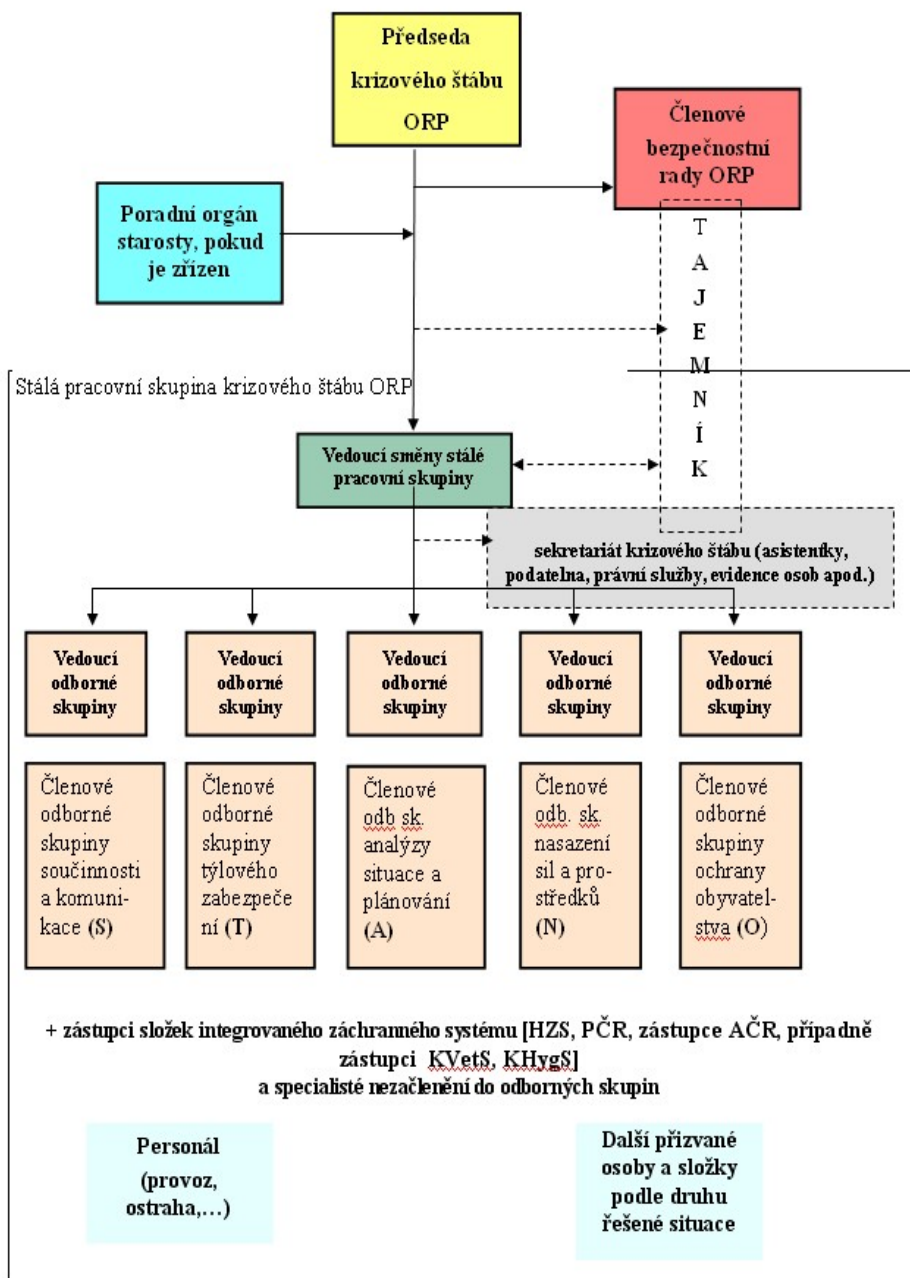 Předseda
krizového štábu
ORP
Členové
bezpečnostní
rady ORP
Poradní orgán
starosty, pokud
je zřízen
T
A
J
E
M
N
Í
K
Stálá pracovní skupina krizového štábu ORP
Vedoucí směny stálé
pracovní skupiny
sekretariát krizového štábu (asistentky,
podatelna, právní služby, evidence osob apod.)
Vedoucí
odborné
skupiny
Vedoucí
odborné
skupiny
Vedoucí
odborné
skupiny
Vedoucí
odborné
skupiny
Vedoucí
odborné
skupiny
Členové
odborné
skupiny
součinnosti
a komuni-
kace (S)
Členové
odborné
skupiny
týlového
zabezpeče
ní (T)
Členové
odb sk.
analýzy
situace a
plánování
(A)
Členové
odb. sk.
nasazení
sil a pro-
středků
(N)
Členové
odborné
skupiny
ochrany
obyvatel-
stva (O)
+ zástupci složek integrovaného záchranného systému [HZS, PČR, zástupce AČR, případně
zástupci KVetS, KHygS]
a specialisté nezačlenění do odborných skupin
Personál
(provoz,
ostraha,…)
Další přizvané
osoby a složky
podle druhu
řešené situace